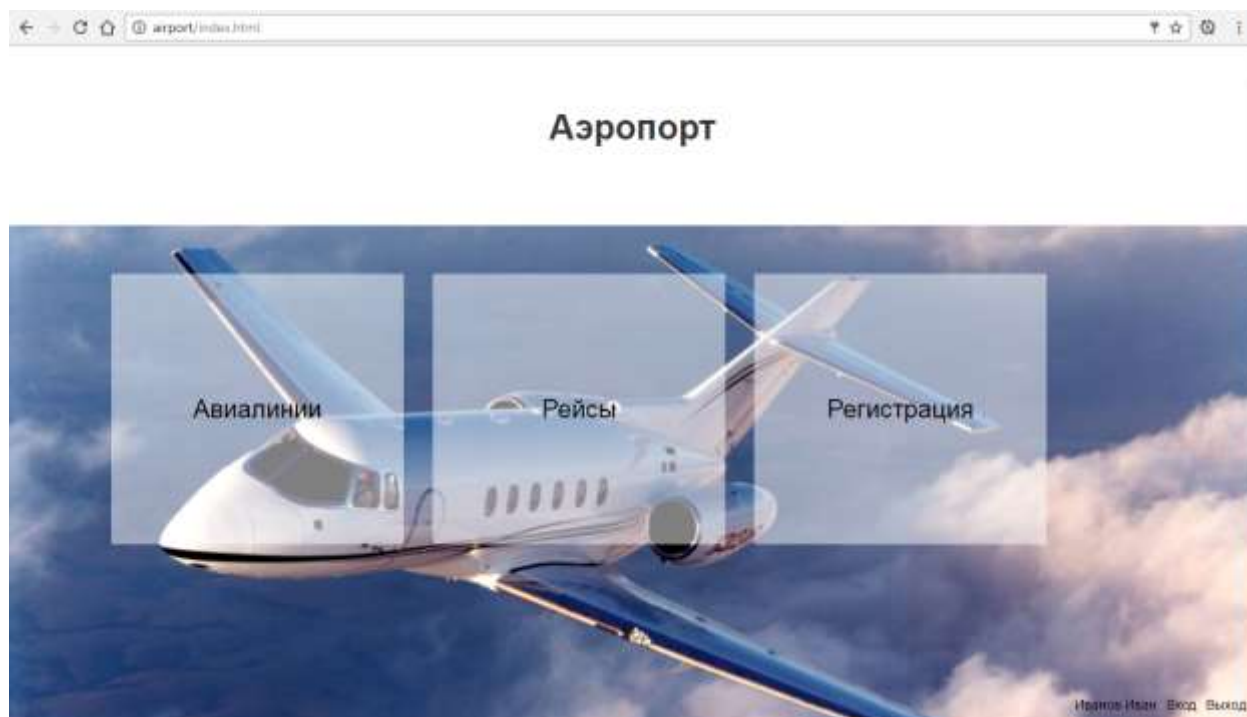 airport/index.html
Аэропорт
Авиалинии Рейсы Регистрация
Иванов Иван Вход Выход